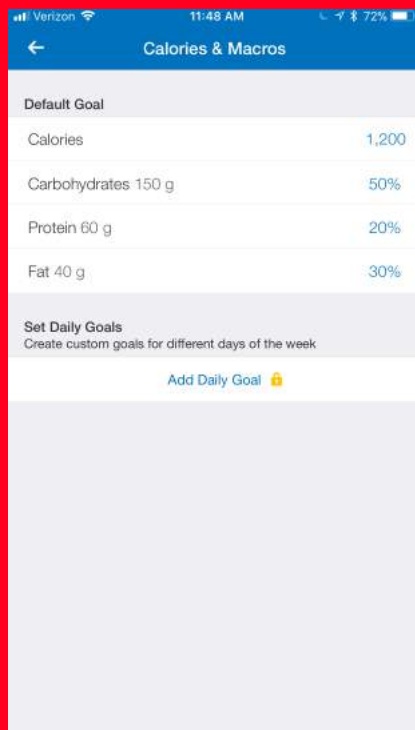 Verizon 11:48 AM 72%
Calories & Macros
Default Goal
Calories 1,200
Carbohydrates 150 g 50%
Protein 60 g 20%
Fat 40 g 30%
Set Daily Goals
Create custom goals for different days of the week
Add Daily Goal